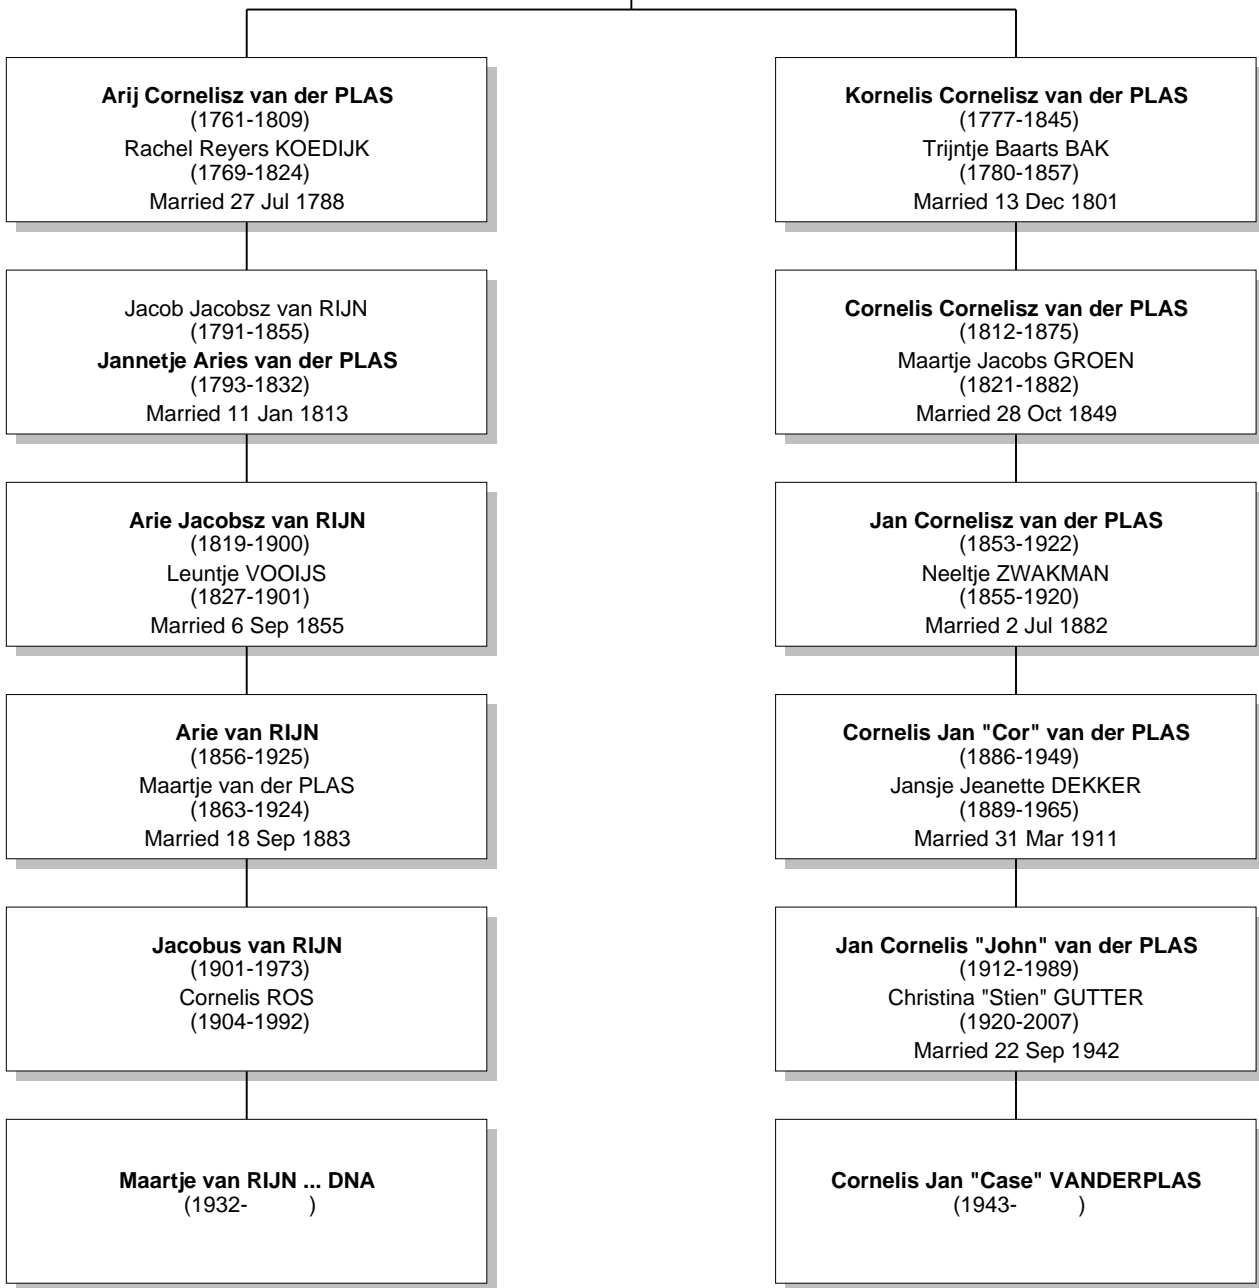 Arij Cornelisz van der PLAS
(1761-1809)
Rachel Reyers KOEDIJK
(1769-1824)
Married 27 Jul 1788
Kornelis Cornelisz van der PLAS
(1777-1845)
Trijntje Baarts BAK
(1780-1857)
Married 13 Dec 1801
Jacob Jacobsz van RIJN
(1791-1855)
Jannetje Aries van der PLAS
(1793-1832)
Married 11 Jan 1813
Cornelis Cornelisz van der PLAS
(1812-1875)
Maartje Jacobs GROEN
(1821-1882)
Married 28 Oct 1849
Arie Jacobsz van RIJN
(1819-1900)
Leuntje VOOIJS
(1827-1901)
Married 6 Sep 1855
Jan Cornelisz van der PLAS
(1853-1922)
Neeltje ZWAKMAN
(1855-1920)
Married 2 Jul 1882
Arie van RIJN
(1856-1925)
Maartje van der PLAS
(1863-1924)
Married 18 Sep 1883
Cornelis Jan "Cor" van der PLAS
(1886-1949)
Jansje Jeanette DEKKER
(1889-1965)
Married 31 Mar 1911
Jacobus van RIJN
(1901-1973)
Cornelis ROS
(1904-1992)
Jan Cornelis "John" van der PLAS
(1912-1989)
Christina "Stien" GUTTER
(1920-2007)
Married 22 Sep 1942
Maartje van RIJN ... DNA
(1932- )
Cornelis Jan "Case" VANDERPLAS
(1943- )